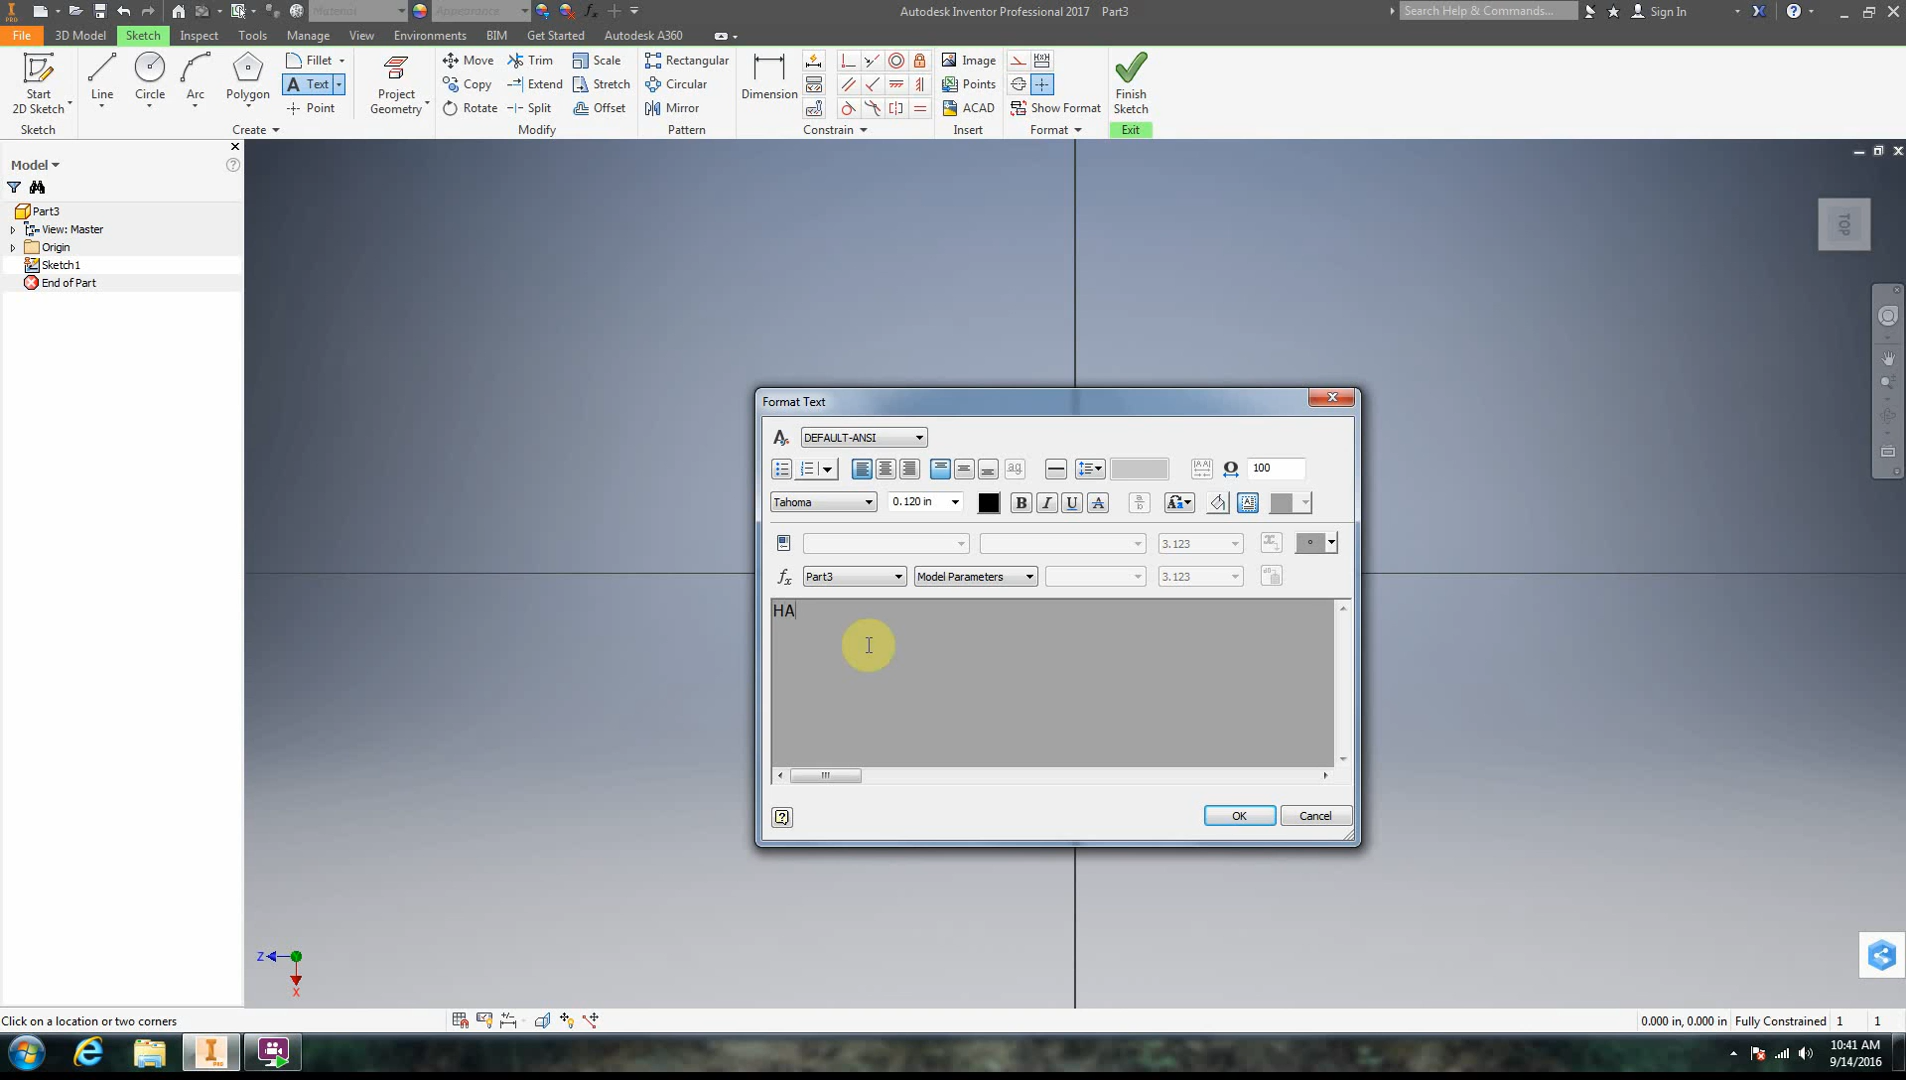 Material
Appearance
Autodesk Inventor Professional 2017 Part3
Search Help & Commands...
Sign In
PRO
File
3D Model
Sketch
Inspect
Tools
Manage
View
Environments
BIM
Get Started
Autodesk A360
Start
2D Sketch
Line
Circle
Arc
Polygon
Fillet
Text
Point
Project
Geometry
Move
Copy
Rotate
Trim
Extend
Split
Scale
Stretch
Offset
Rectangular
Circular
Mirror
Dimension
Image
Points
ACAD
Show Format
Finish
Sketch
Sketch
Create
Modify
Pattern
Constrain
Insert
Format
Exit
Model
Part3
View: Master
Origin
Sketch1
End of Part
TOP
Format Text
DEFAULT-ANSI
100
Tahoma
0.120 in
3.123
Part3
Model Parameters
3.123
HA
OK
Cancel
Z
X
Click on a location or two corners
0.000 in, 0.000 in Fully Constrained 1 1
10:41 AM
9/14/2016